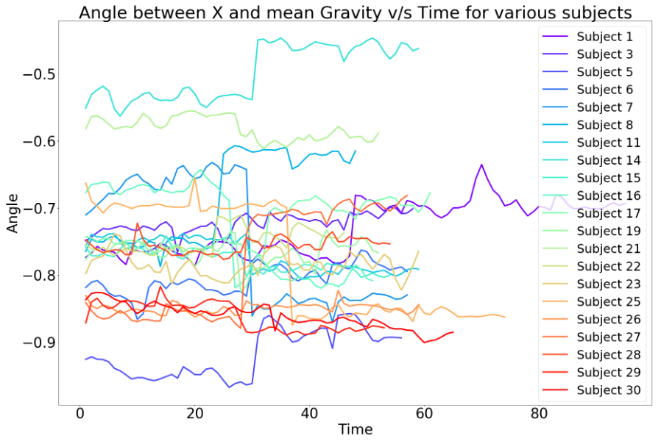 Angle between X and mean Gravity v/s Time for various subjects
Angle
−0.5
−0.6
−0.7
−0.8
−0.9
0
20
40
60
80
Time
Subject 1
Subject 3
Subject 5
Subject 6
Subject 7
Subject 8
Subject 11
Subject 14
Subject 15
Subject 16
Subject 17
Subject 19
Subject 21
Subject 22
Subject 23
Subject 25
Subject 26
Subject 27
Subject 28
Subject 29
Subject 30